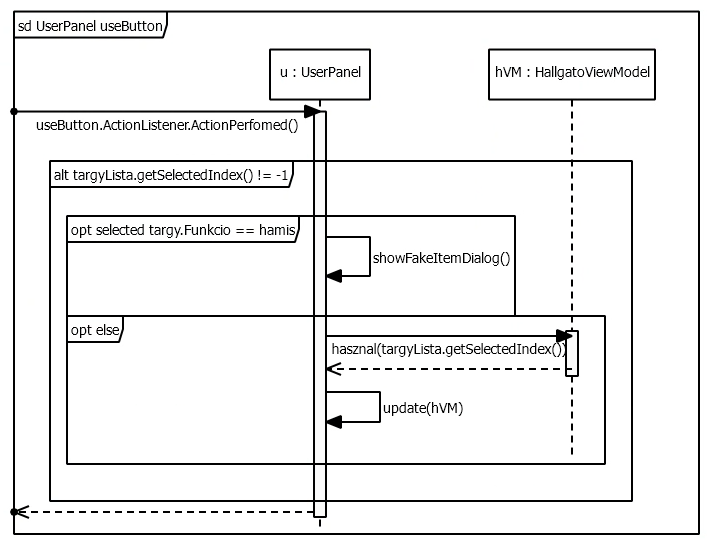 sd UserPanel useButton
u : UserPanel
hVM : HallgatoViewModel
useButton.ActionListener.ActionPerfomed()
alt targyLista.getSelectedIndex() != -1
opt selected targy.Funkcio == hamis
showFakeItemDialog()
opt else
hasznal(targyLista.getSelectedIndex())
update(hVM)